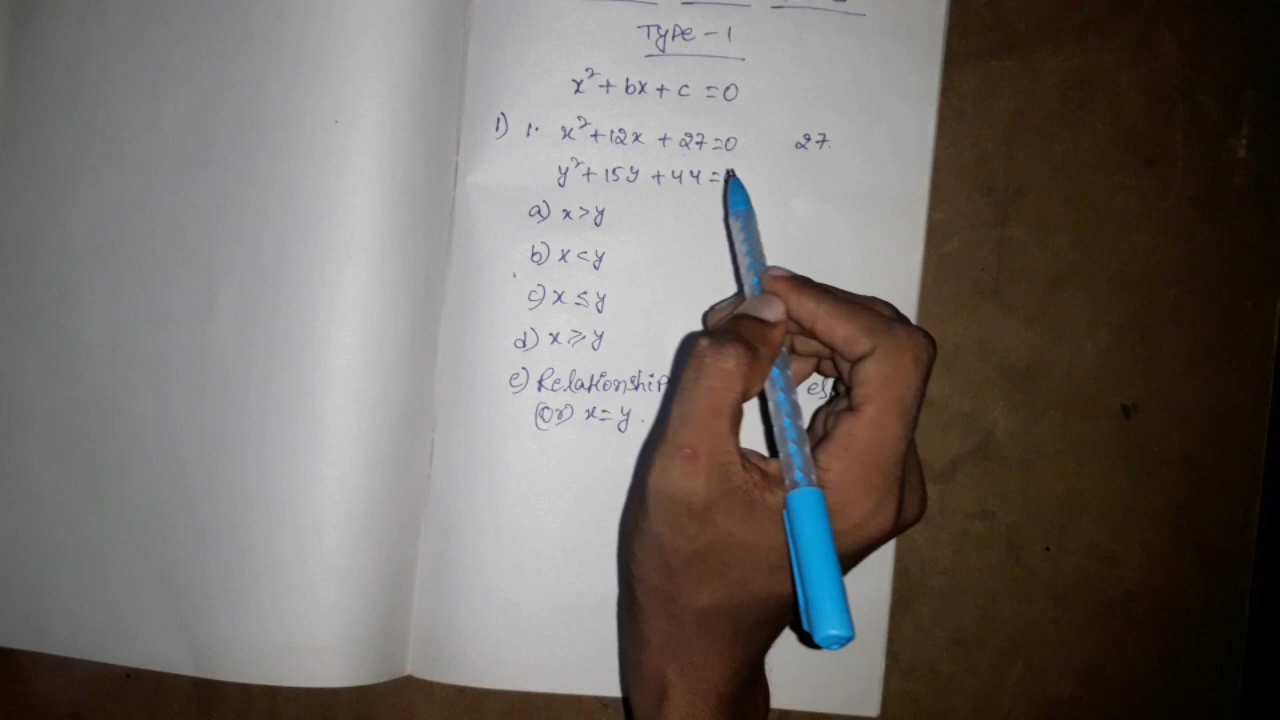 Type - 1
x² + bx + c = 0
1) 1. x² + 12x + 27 = 0 27.
y² + 15y + 44 =
a) x > y
b) x < y
c) x ≤ y
d) x ≥ y
e) Relationship
(or) x = y.